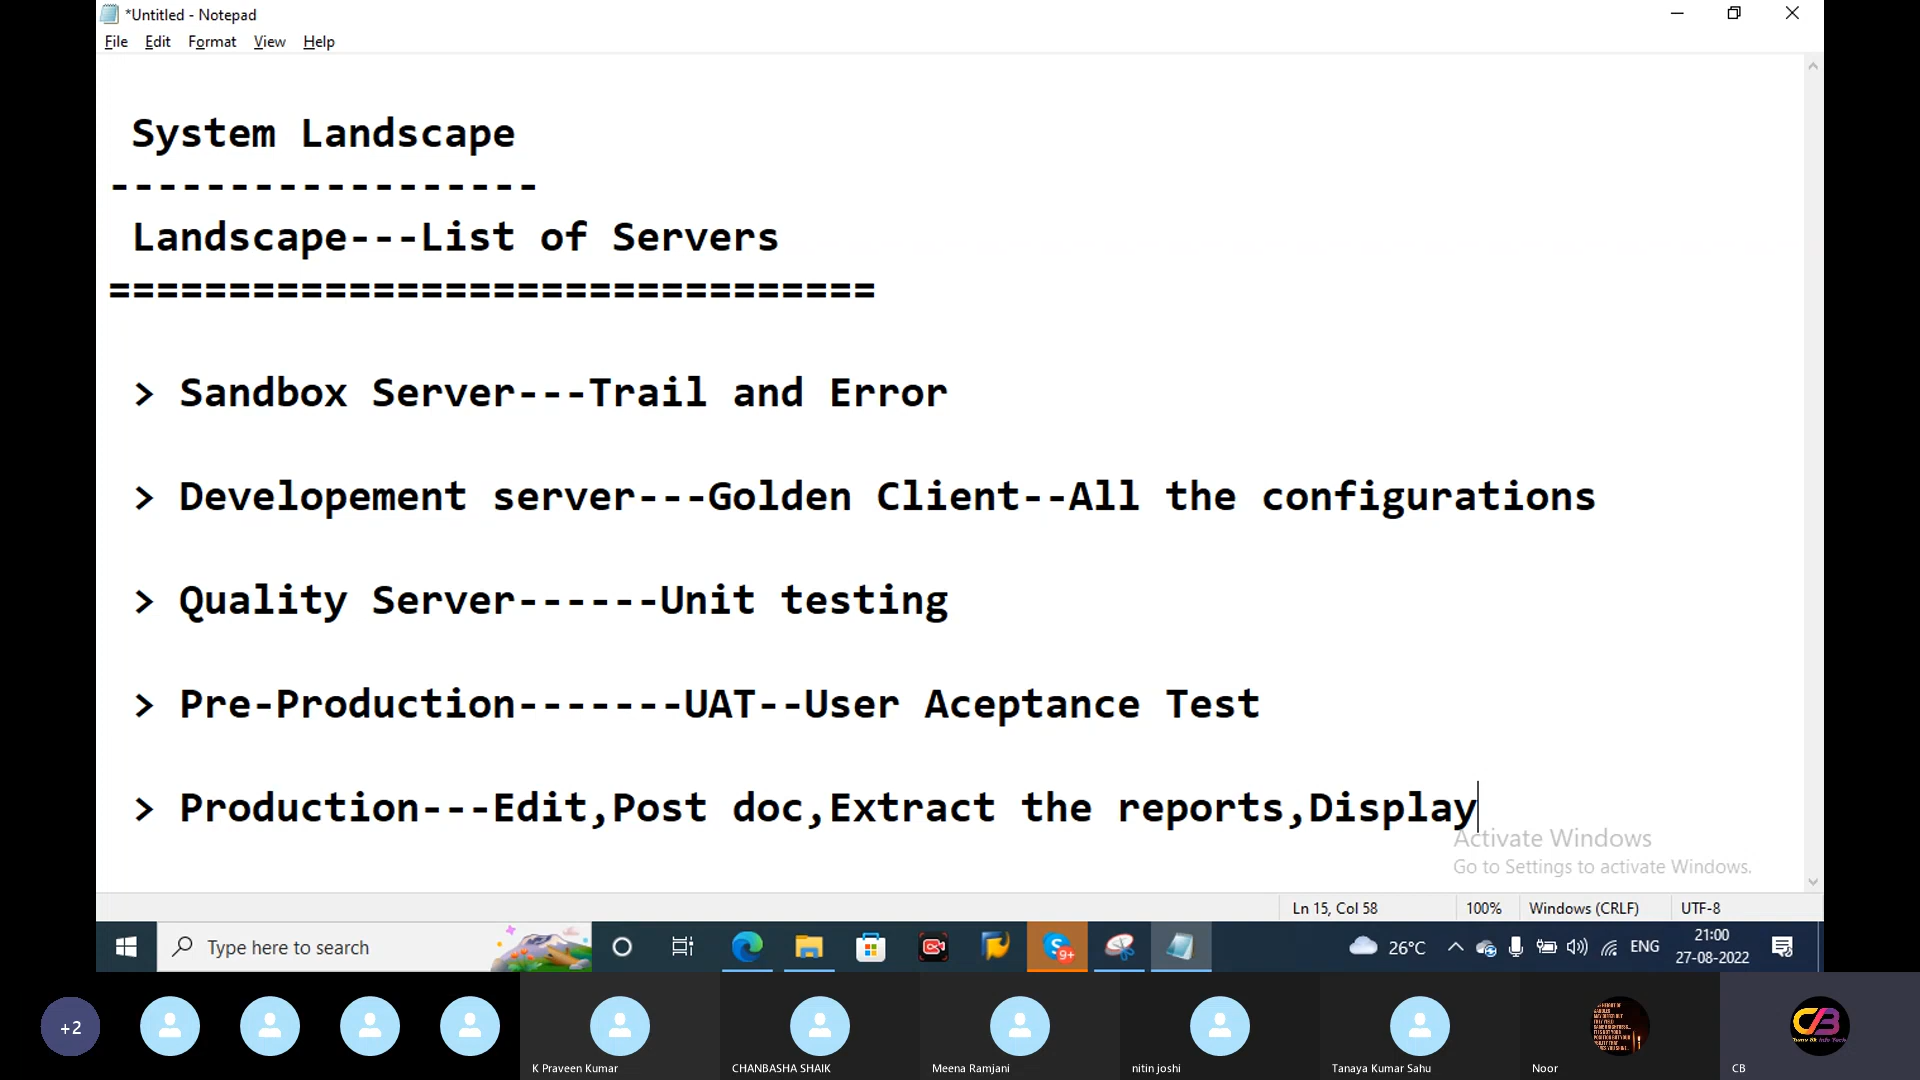 *Untitled - Notepad
File Edit Format View Help
System Landscape
------------------
Landscape---List of Servers
================================
> Sandbox Server---Trail and Error
> Developement server---Golden Client--All the configurations
> Quality Server------Unit testing
> Pre-Production-------UAT--User Aceptance Test
> Production---Edit,Post doc,Extract the reports,Display
Activate Windows
Go to Settings to activate Windows.
Ln 15, Col 58 100% Windows (CRLF) UTF-8
Type here to search 9+ 26°C ENG 21:00
27-08-2022
+2
K Praveen Kumar CHANBASHA SHAIK Meena Ramjani nitin joshi Tanaya Kumar Sahu Noor CB